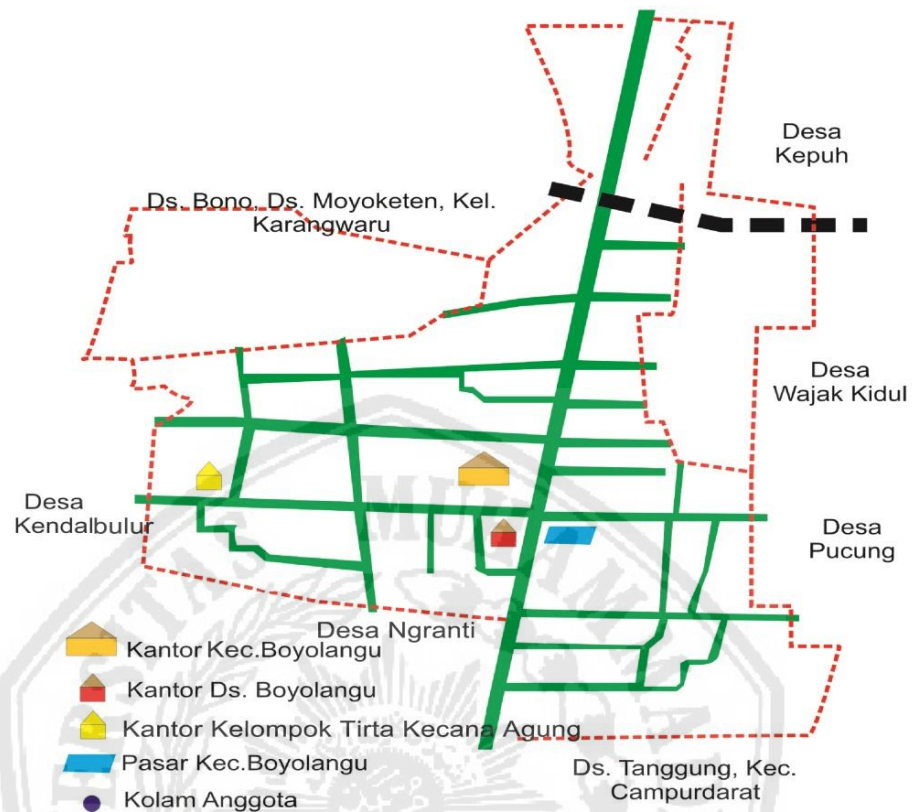 Desa
Kepuh
Ds. Bono, Ds. Moyoketen, Kel.
Karangwaru
Desa
Wajak Kidul
Desa
Kendalbulur
Desa
Pucung
Desa Ngranti
Kantor Kec.Boyolangu
Kantor Ds. Boyolangu
Kantor Kelompok Tirta Kecana Agung
Pasar Kec.Boyolangu
Kolam Anggota
Ds. Tanggung, Kec.
Campurdarat